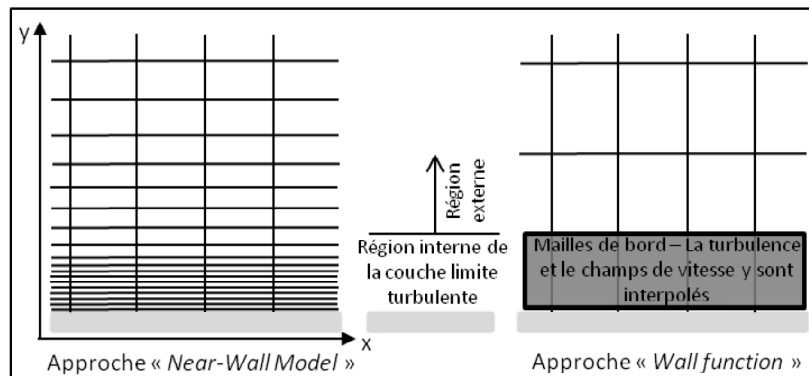 y
Région
externe
Région interne de
la couche limite
turbulente
Mailles de bord – La turbulence
et le champs de vitesse y sont
interpolés
x
Approche « Near-Wall Model »
Approche « Wall function »